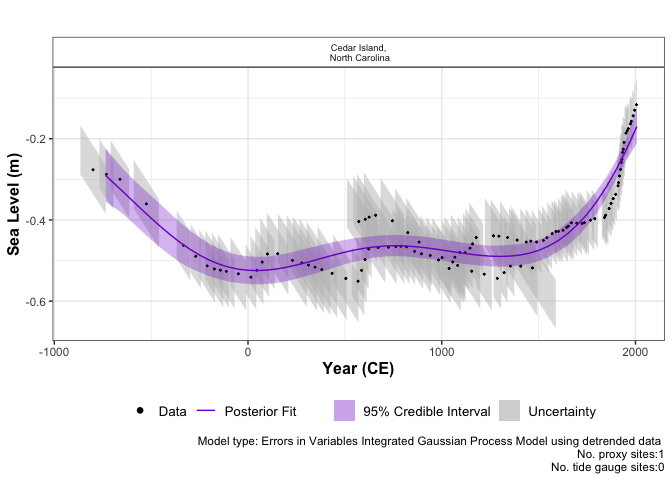 Cedar Island,
North Carolina
Sea Level (m)
-0.2
-0.4
-0.6
-1000 0 1000 2000
Year (CE)
Data Posterior Fit 95% Credible Interval Uncertainty
Model type: Errors in Variables Integrated Gaussian Process Model using detrended data
No. proxy sites:1
No. tide gauge sites:0